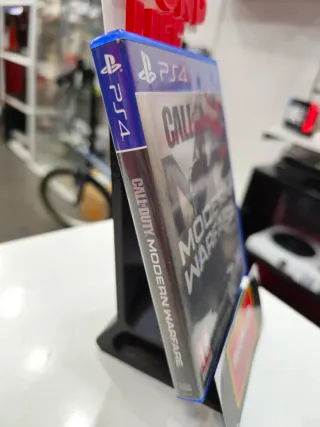 PS4
PS4
CALL
MODERN
WARFARE
CALL OF DUTY MODERN WARFARE